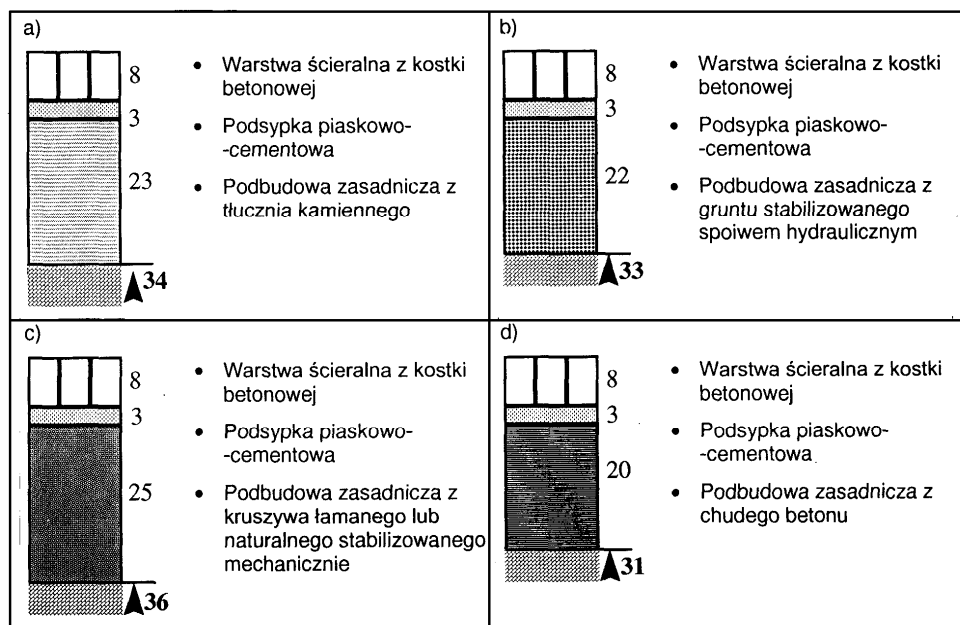 a)
8
3
23
34
• Warstwa ścieralna z kostki
betonowej
• Podsypka piaskowo-
-cementowa
• Podbudowa zasadnicza z
tłucznia kamiennego
b)
8
3
22
33
• Warstwa ścieralna z kostki
betonowej
• Podsypka piaskowo-
-cementowa
• Podbudowa zasadnicza z
gruntu stabilizowanego
spoiwem hydraulicznym
c)
8
3
25
36
• Warstwa ścieralna z kostki
betonowej
• Podsypka piaskowo-
-cementowa
• Podbudowa zasadnicza z
kruszywa łamanego lub
naturalnego stabilizowanego
mechanicznie
d)
8
3
20
31
• Warstwa ścieralna z kostki
betonowej
• Podsypka piaskowo-
-cementowa
• Podbudowa zasadnicza z
chudego betonu